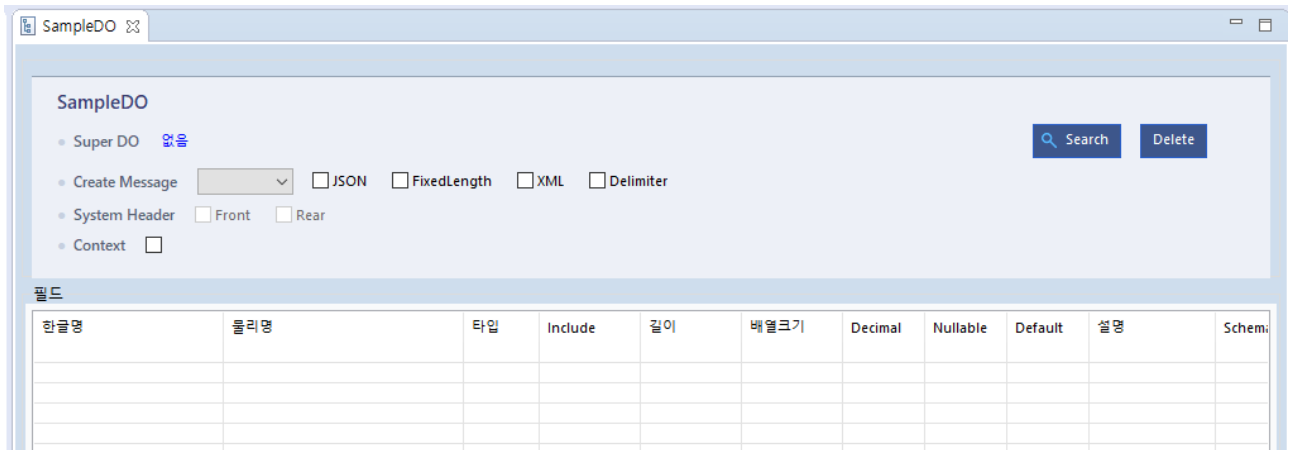 SampleDO
SampleDO
Super DO 없음 Search Delete
Create Message JSON FixedLength XML Delimiter
System Header Front Rear
Context
필드
한글명 물리명 타입 Include 길이 배열크기 Decimal Nullable Default 설명 Schema